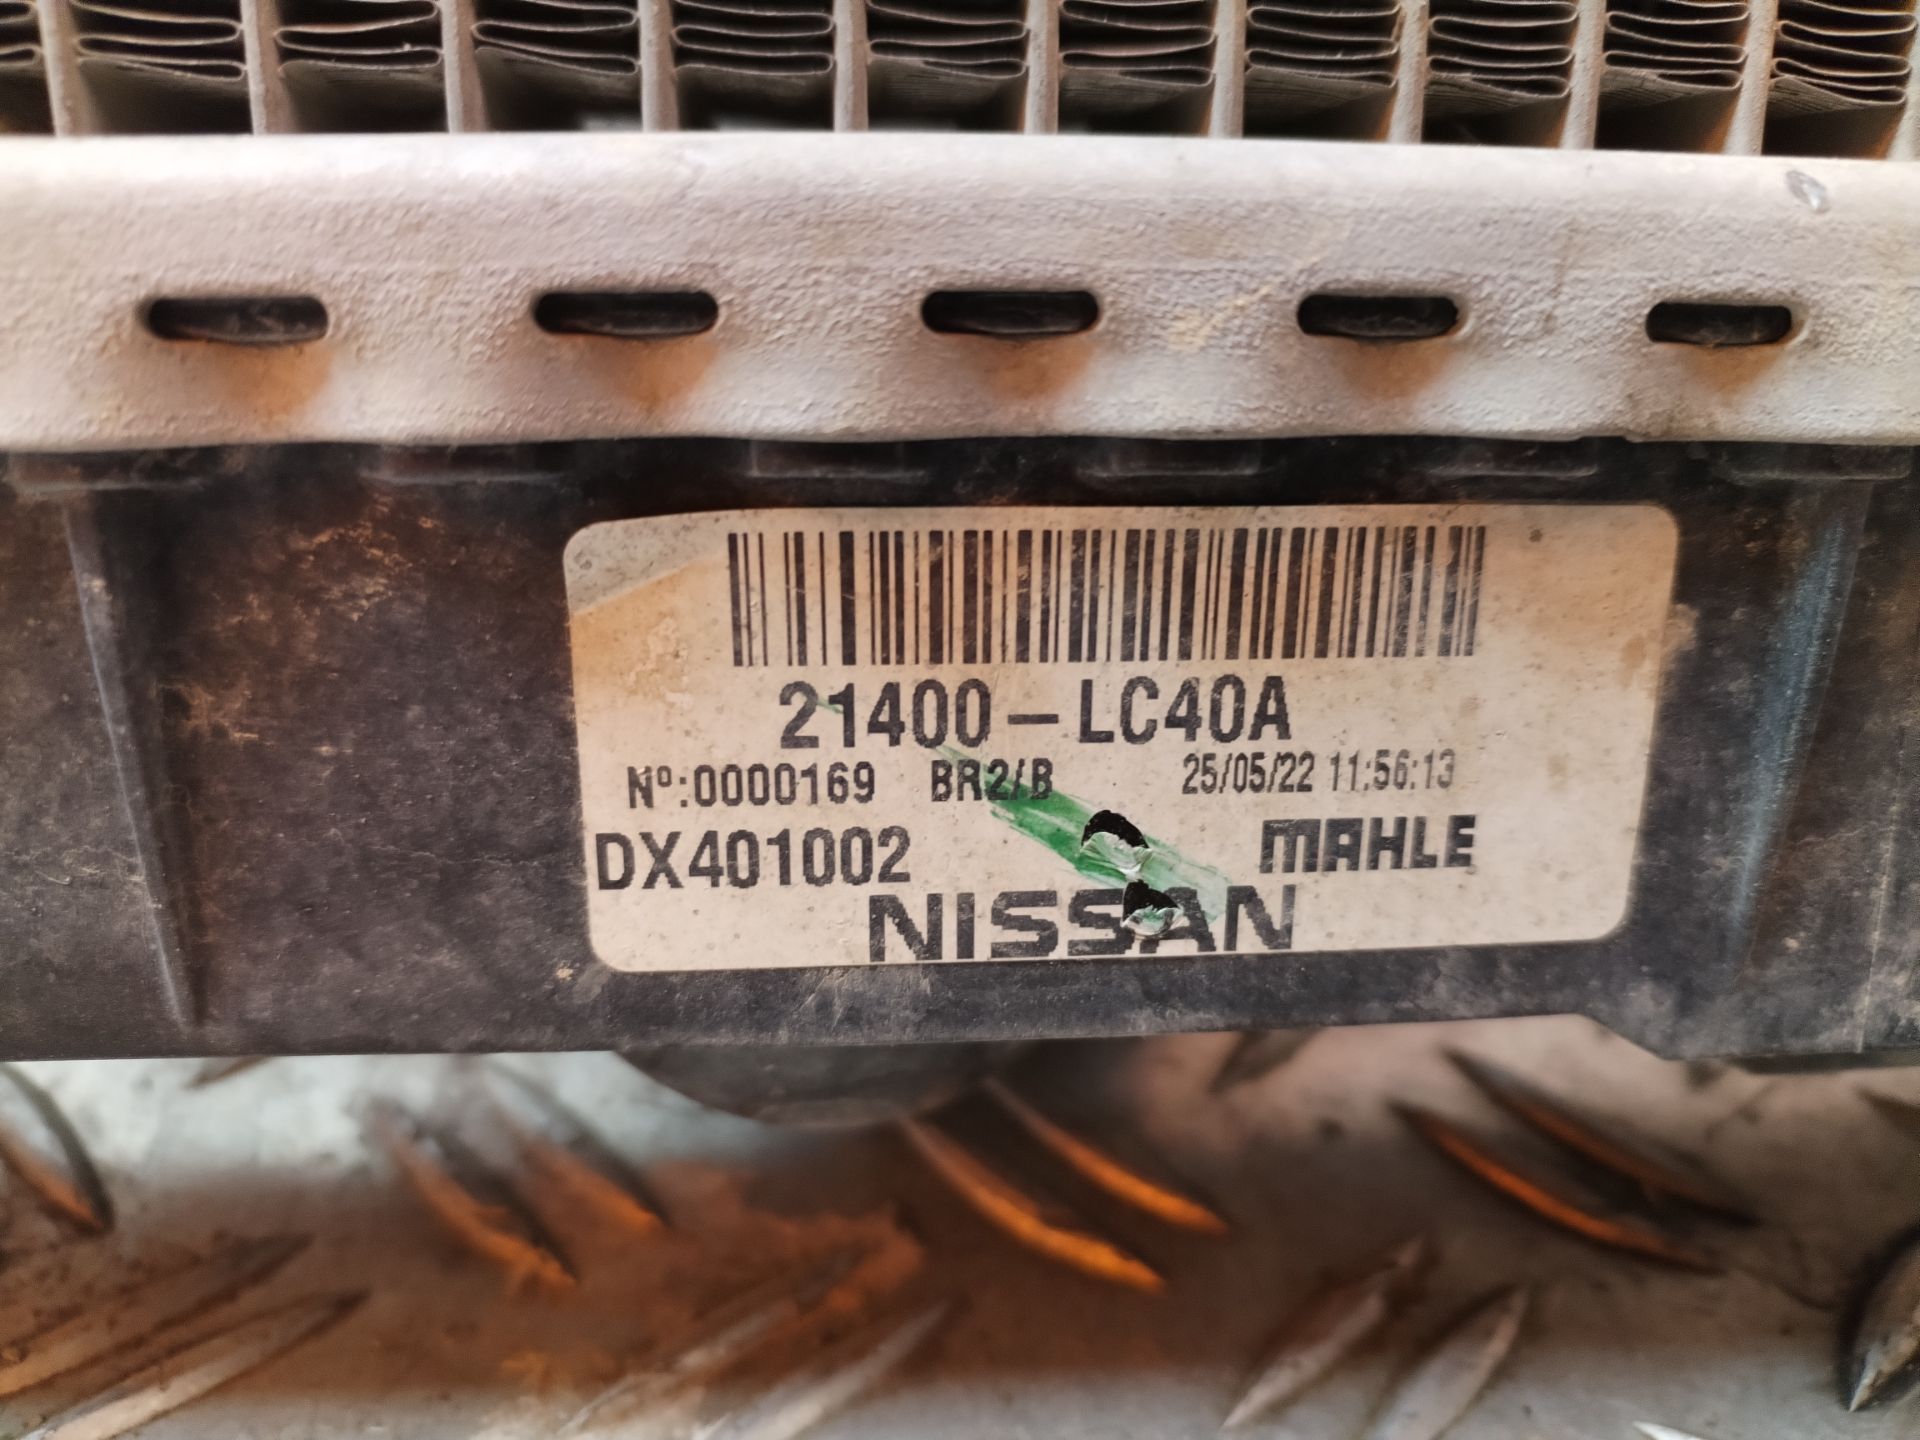 21400-LC40A
Nº:0000169 BR2/B 25/05/22 11:56:13
DX401002 MAHLE
NISSAN